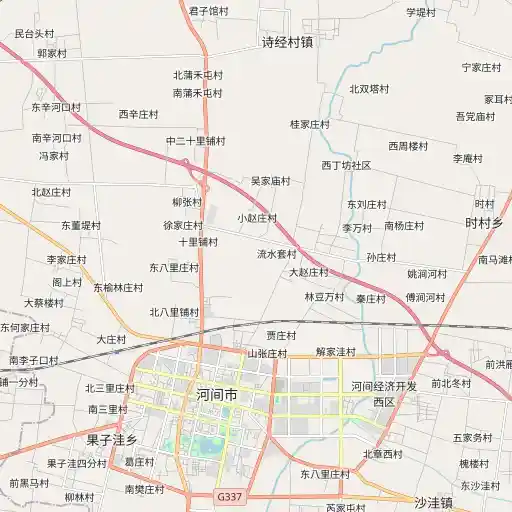 君子馆村
学堤村
民台头村
诗经村镇
郭家村
宁家庄村
北蒲禾屯村
北双塔村
南蒲禾屯村
冢耳村
东辛河口村
西辛庄村
吾党庙村
桂家庄村
南辛河口村
中二十里铺村
西周楼村
冯家村
李庵村
西丁坊社区
吴家庙村
北赵庄村
柳张村
东刘庄村
时村
小赵庄村
东董堤村
徐家庄村
李万村
南杨庄村
时村乡
十里铺村
李家庄村
流水套村
孙庄村
南马滩村
东八里庄村
大赵庄村
姚涧河村
阁上村
东榆林庄村
林豆万村
秦庄村
傅涧河村
大蔡楼村
北八里铺村
东何家庄村
大庄村
贾庄村
山张庄村
解家洼村
南李子口村
前洪雁
铺一分村
北三里庄村
河间市
河间经济开发
西区
前北冬村
南三里村
果子洼乡
五家务村
北章西村
果子洼四分村
葛庄村
槐楼村
东八里庄村
前黑马村
南樊庄村
东沙洼村
柳林村
G337
沙洼镇
芮家屯村